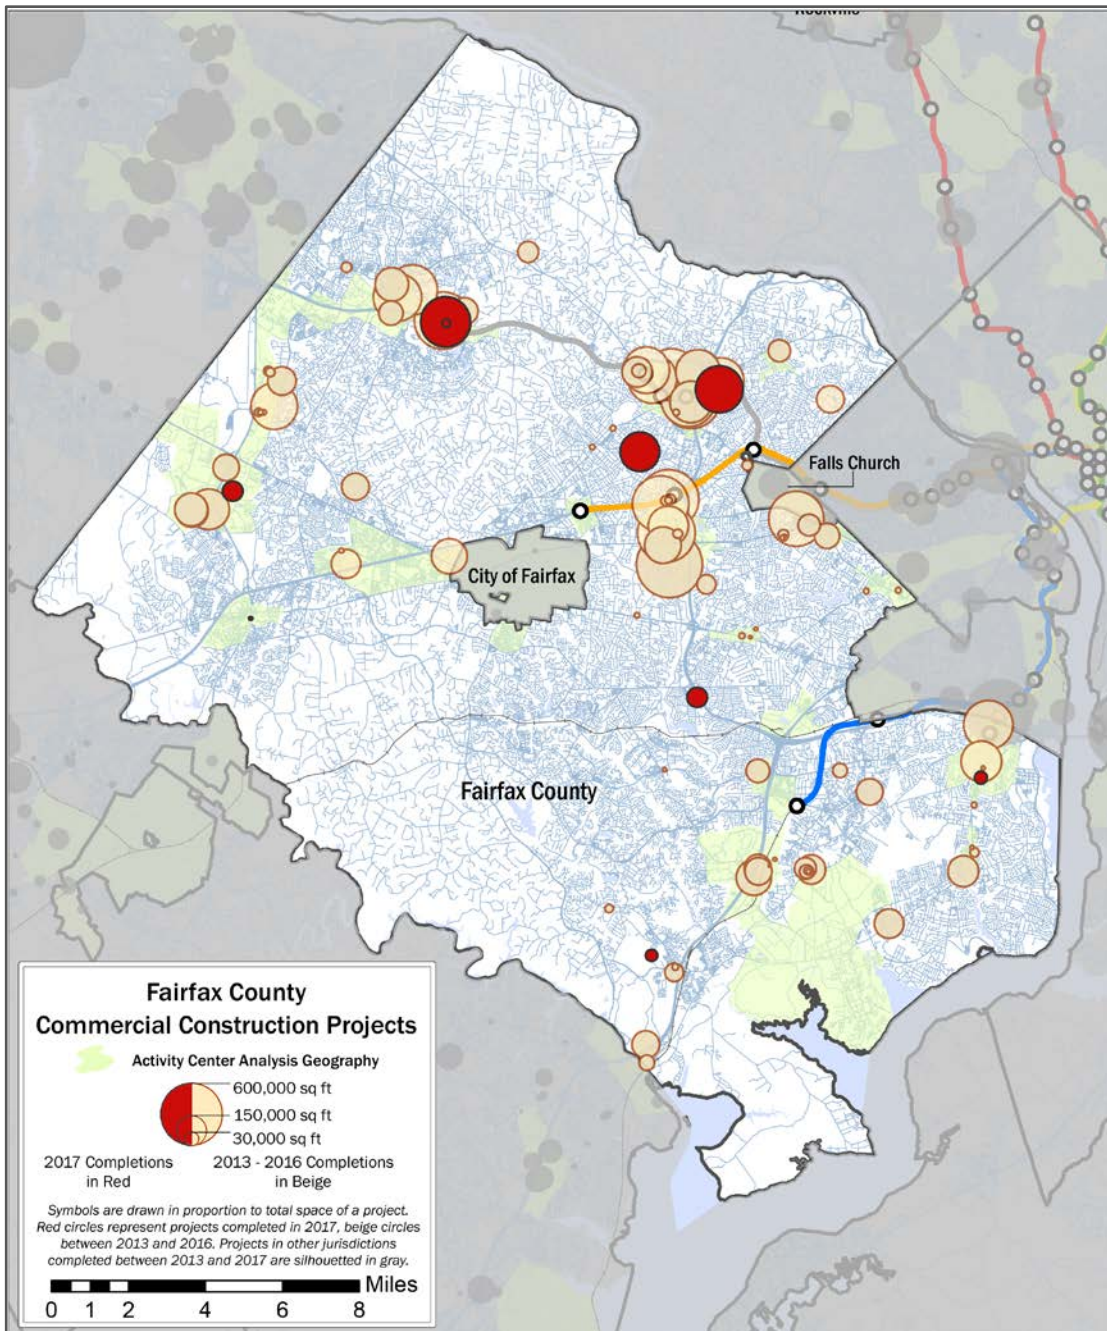 Rockville
Falls Church
City of Fairfax
Fairfax County
Fairfax County
Commercial Construction Projects
Activity Center Analysis Geography
600,000 sq ft
150,000 sq ft
30,000 sq ft
2017 Completions
in Red
2013 - 2016 Completions
in Beige
Symbols are drawn in proportion to total space of a project.
Red circles represent projects completed in 2017, beige circles
between 2013 and 2016. Projects in other jurisdictions
completed between 2013 and 2017 are silhouetted in gray.
Miles
0 1 2 4 6 8